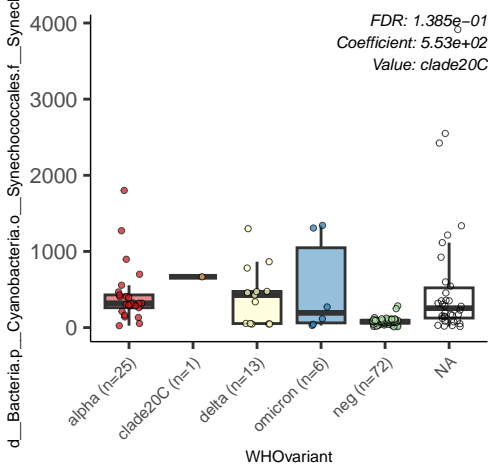 FDR: 1.385e−01
Coefficient: 5.53e+02
Value: clade20C
d__Bacteria.p__Cyanobacteria.o__Synechococcales.f__Synech
4000
3000
2000
1000
0
alpha (n=25)
clade20C (n=1)
delta (n=13)
omicron (n=6)
neg (n=72)
NA
WHOvariant